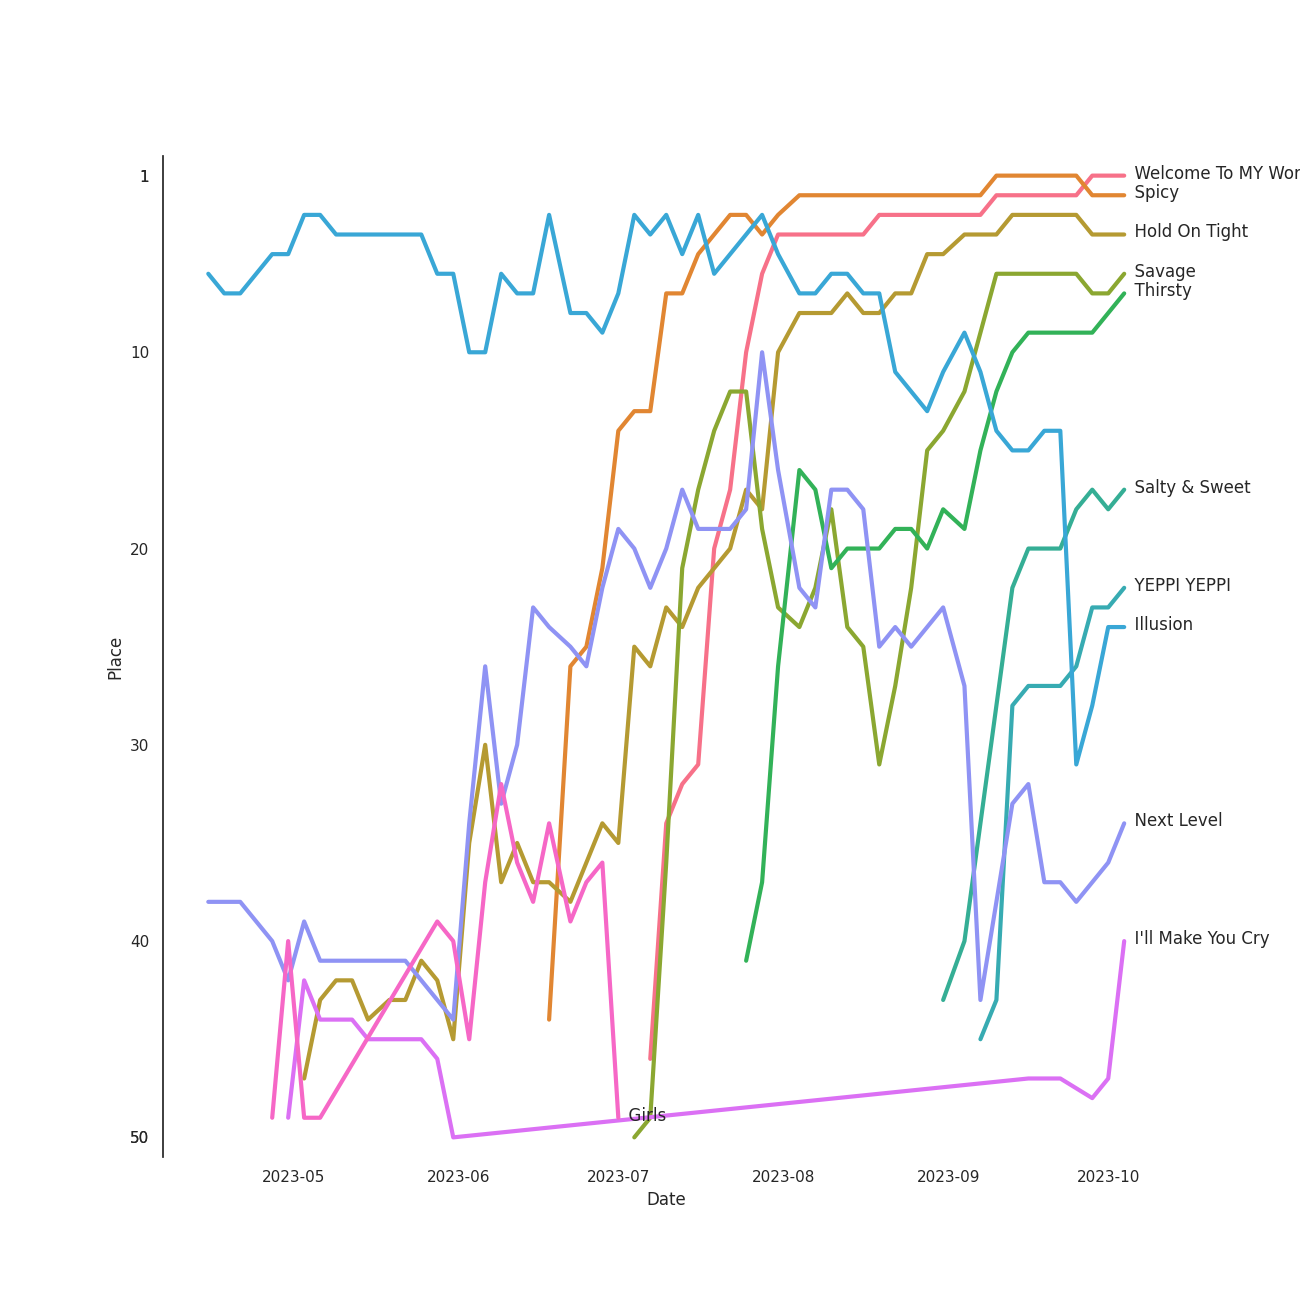 1
10
20
30
40
50
Place
2023-05
2023-06
2023-07
2023-08
2023-09
2023-10
Date
Welcome To MY Wor
Spicy
Hold On Tight
Savage
Thirsty
Salty & Sweet
YEPPI YEPPI
Illusion
Next Level
I'll Make You Cry
Girls